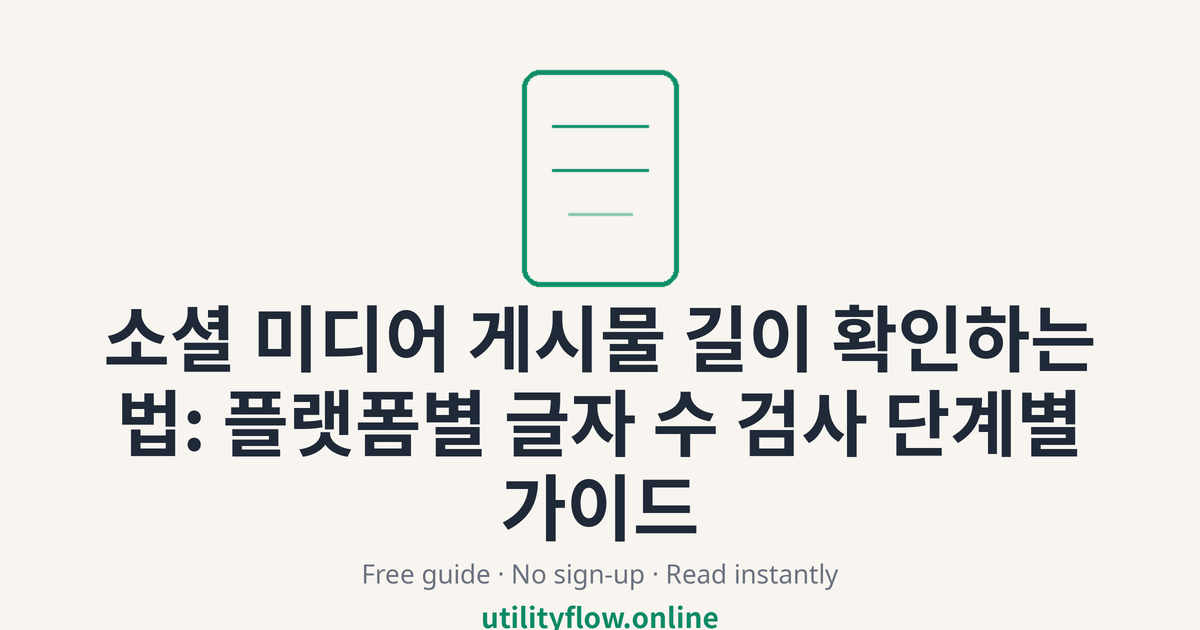 소셜 미디어 게시물 길이 확인하는
법: 플랫폼별 글자 수 검사 단계별
가이드
Free guide · No sign-up · Read instantly
utilityflow.online